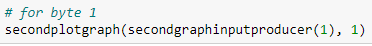 # for byte 1
secondplotgraph(secondgraphinputproducer(1), 1)